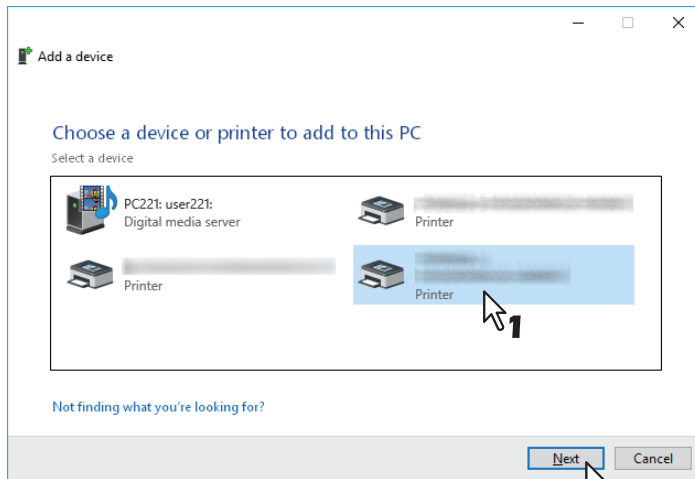 Add a device
Choose a device or printer to add to this PC
Select a device
PC221: user221:
Digital media server
Printer
Printer
Printer
1
Not finding what you're looking for?
Next
Cancel